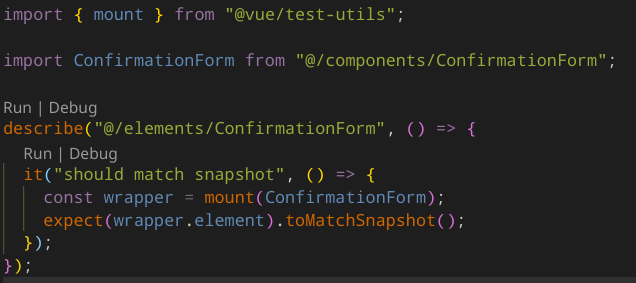 import { mount } from "@vue/test-utils";
import ConfirmationForm from "@/components/ConfirmationForm";
Run | Debug
describe("@/elements/ConfirmationForm", () => {
Run | Debug
it("should match snapshot", () => {
const wrapper = mount(ConfirmationForm);
expect(wrapper.element).toMatchSnapshot();
});
});